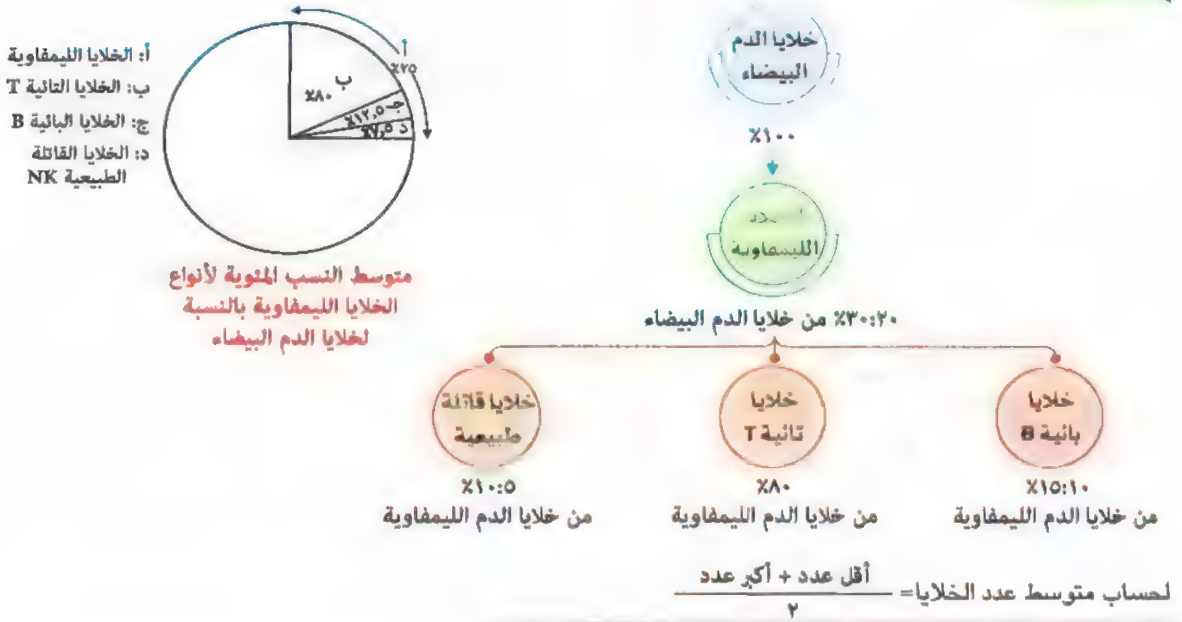 خلايا الدم
البيضاء
٪١٠٠
الليمفاوية
٣٠:٢٠٪ من خلايا الدم البيضاء
خلايا
بائية B
١٥:١٠٪
من خلايا الدم الليمفاوية
خلايا
تائية T
٨٠٪
من خلايا الدم الليمفاوية
خلايا قاتلة
طبيعية
١٠:٥٪
من خلايا الدم الليمفاوية
لحساب متوسط عدد الخلايا = أقل عدد + أكبر عدد
٢
أ
٢٥٪
ب
٨٠٪
جـ ١٢,٥٪
د ٧,٥٪
أ: الخلايا الليمفاوية
ب: الخلايا التائية T
ج: الخلايا البائية B
د: الخلايا القاتلة
الطبيعية NK
متوسط النسب المئوية لأنواع
الخلايا الليمفاوية بالنسبة
لخلايا الدم البيضاء